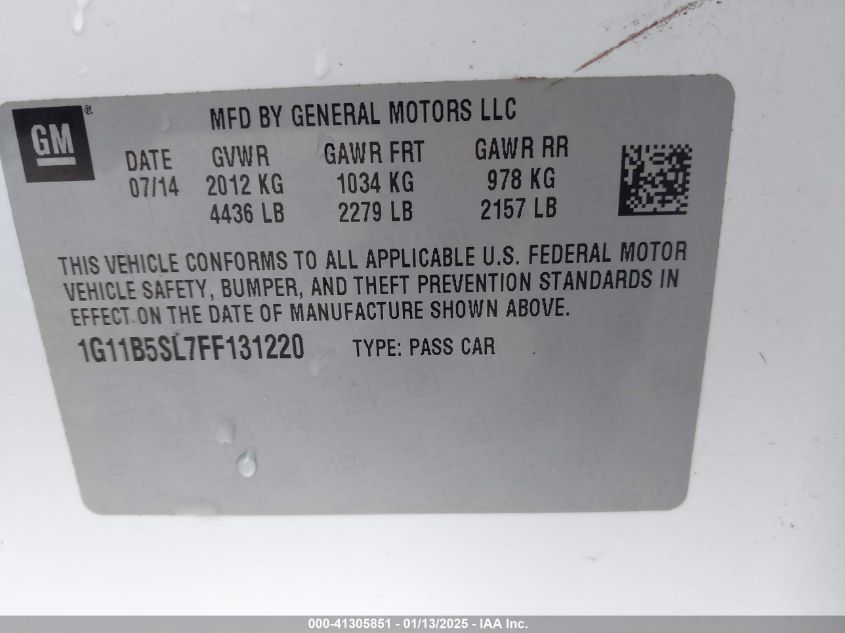 GM®
MFD BY GENERAL MOTORS LLC
DATE GVWR GAWR FRT GAWR RR
07/14 2012 KG 1034 KG 978 KG
4436 LB 2279 LB 2157 LB
THIS VEHICLE CONFORMS TO ALL APPLICABLE U.S. FEDERAL MOTOR
VEHICLE SAFETY, BUMPER, AND THEFT PREVENTION STANDARDS IN
EFFECT ON THE DATE OF MANUFACTURE SHOWN ABOVE.
1G11B5SL7FF131220 TYPE: PASS CAR
000-41305851 - 01/13/2025 - IAA Inc.